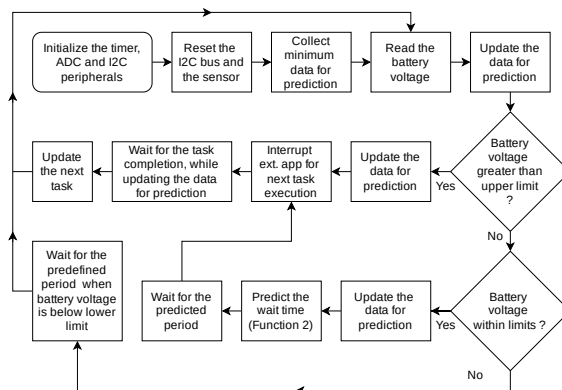 Initialize the timer,
ADC and I2C
peripherals
Reset the
I2C bus and
the sensor
Collect
minimum
data for
prediction
Read the
battery
voltage
Update the
data for
prediction
Battery
voltage
greater than
upper limit
?
Yes
Update the
data for
prediction
Interrupt
ext. app for
next task
execution
Wait for the task
completion, while
updating the data
for prediction
Update
the next
task
No
Battery
voltage
within limits ?
Yes
Update the
data for
prediction
Predict the
wait time
(Function 2)
Wait for the
predicted
period
Wait for the
predefined
period when
battery voltage
is below lower
limit
No